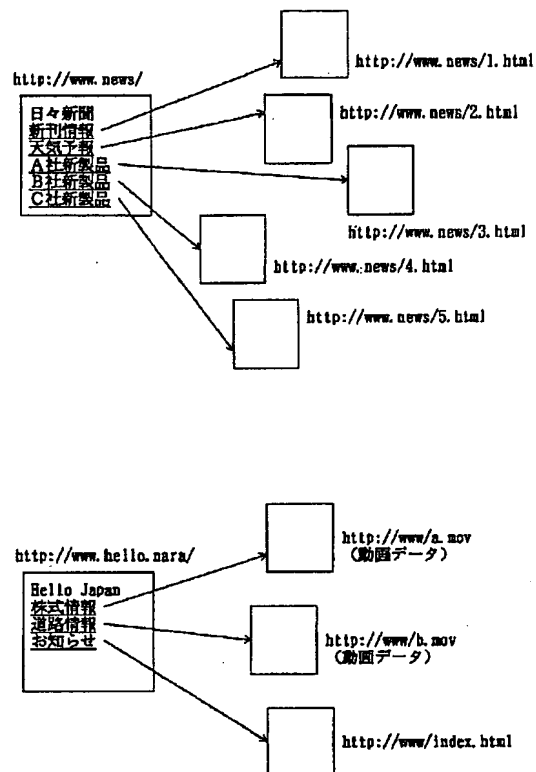 http://www.news/1.html
http://www.news/
日々新聞
新刊情報
天気予報
A社新製品
B社新製品
C社新製品
http://www.news/2.html
http://www.news/3.html
http://www.news/4.html
http://www.news/5.html
http://www.hello.nara/
Hello Japan
株式情報
道路情報
お知らせ
http://www/a.mov
(動画データ)
http://www/b.mov
(動画データ)
http://www/index.html